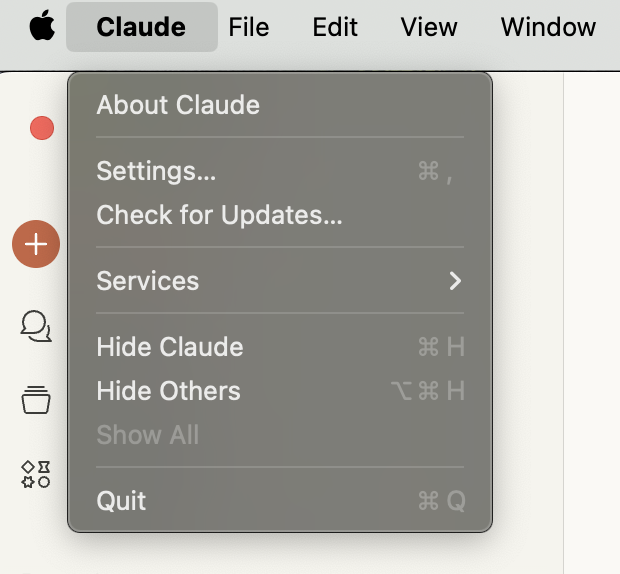 Claude File Edit View Window
About Claude
Settings... ⌘ ,
Check for Updates...
Services
Hide Claude ⌘ H
Hide Others ⌥ ⌘ H
Show All
Quit ⌘ Q